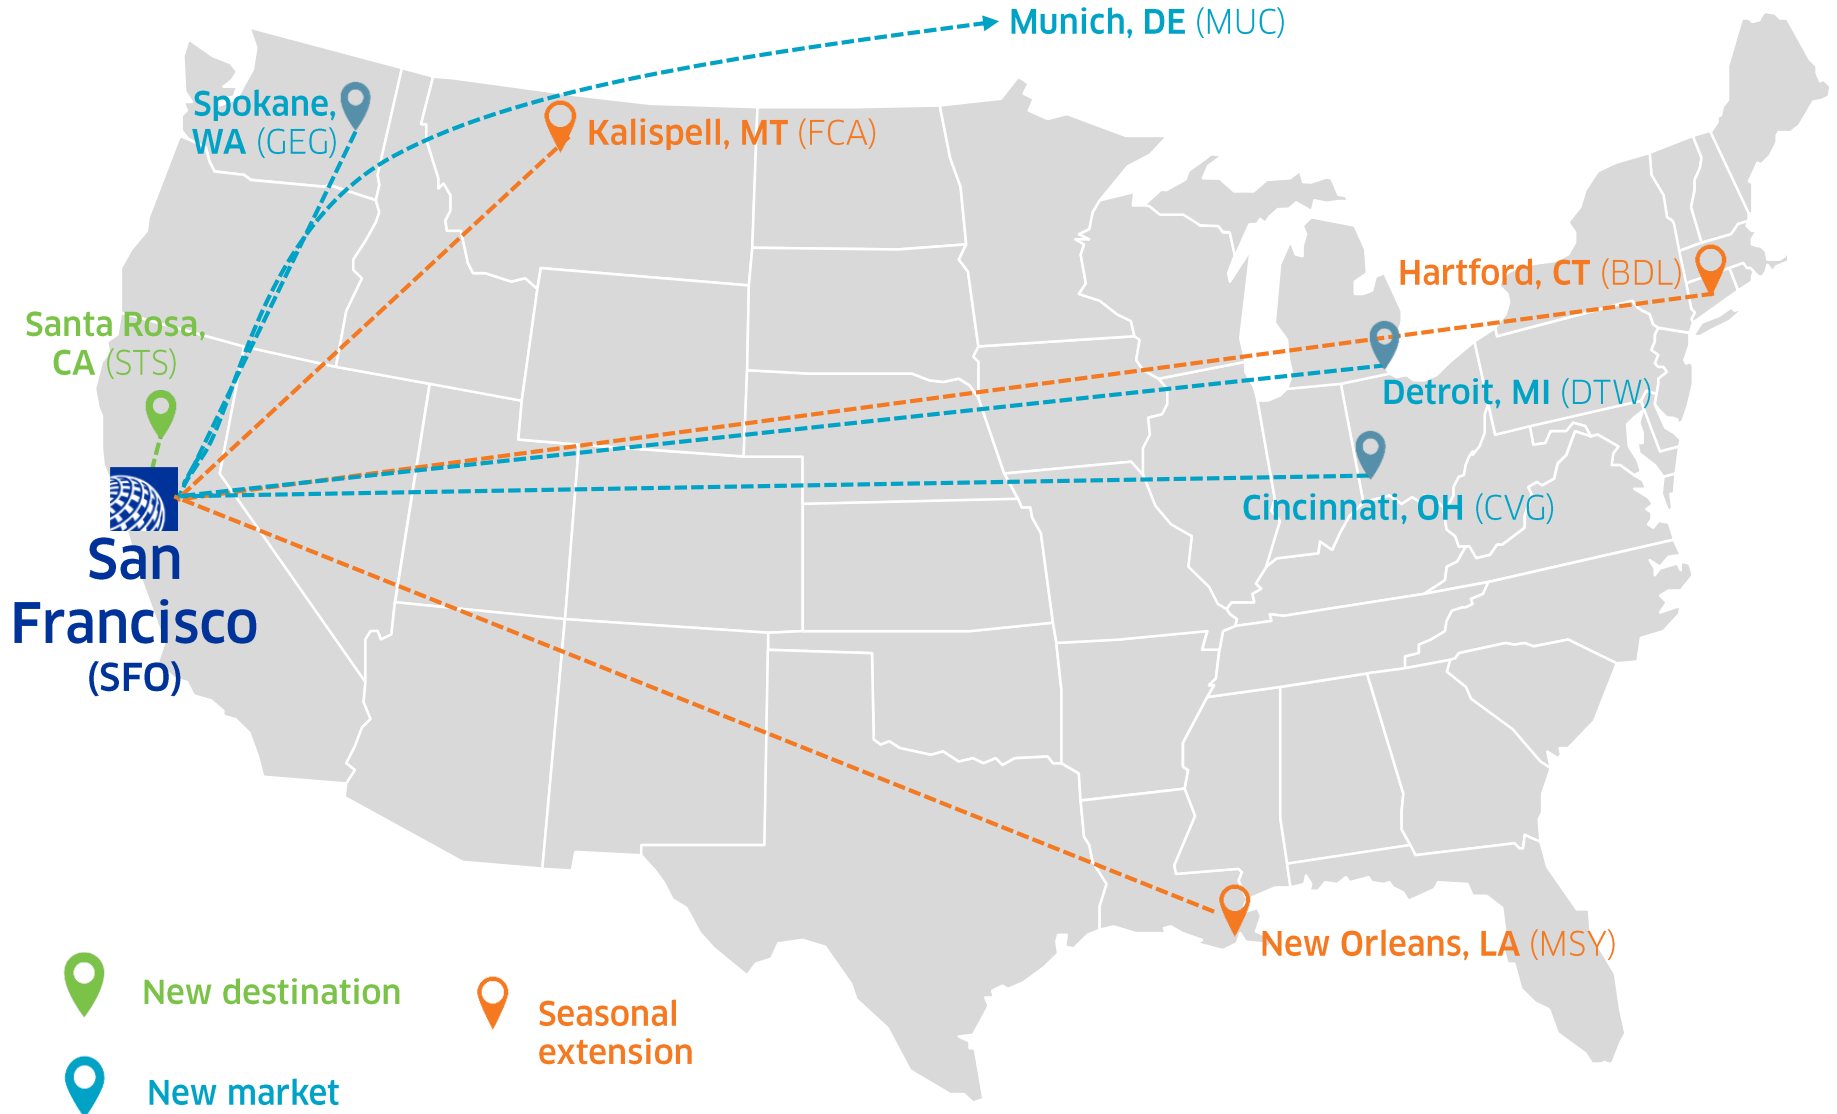 Munich, DE (MUC)
Spokane,
WA (GEG)
Kalispell, MT (FCA)
Hartford, CT (BDL)
Santa Rosa,
CA (STS)
Detroit, MI (DTW)
Cincinnati, OH (CVG)
San
Francisco
(SFO)
New Orleans, LA (MSY)
New destination
Seasonal
extension
New market